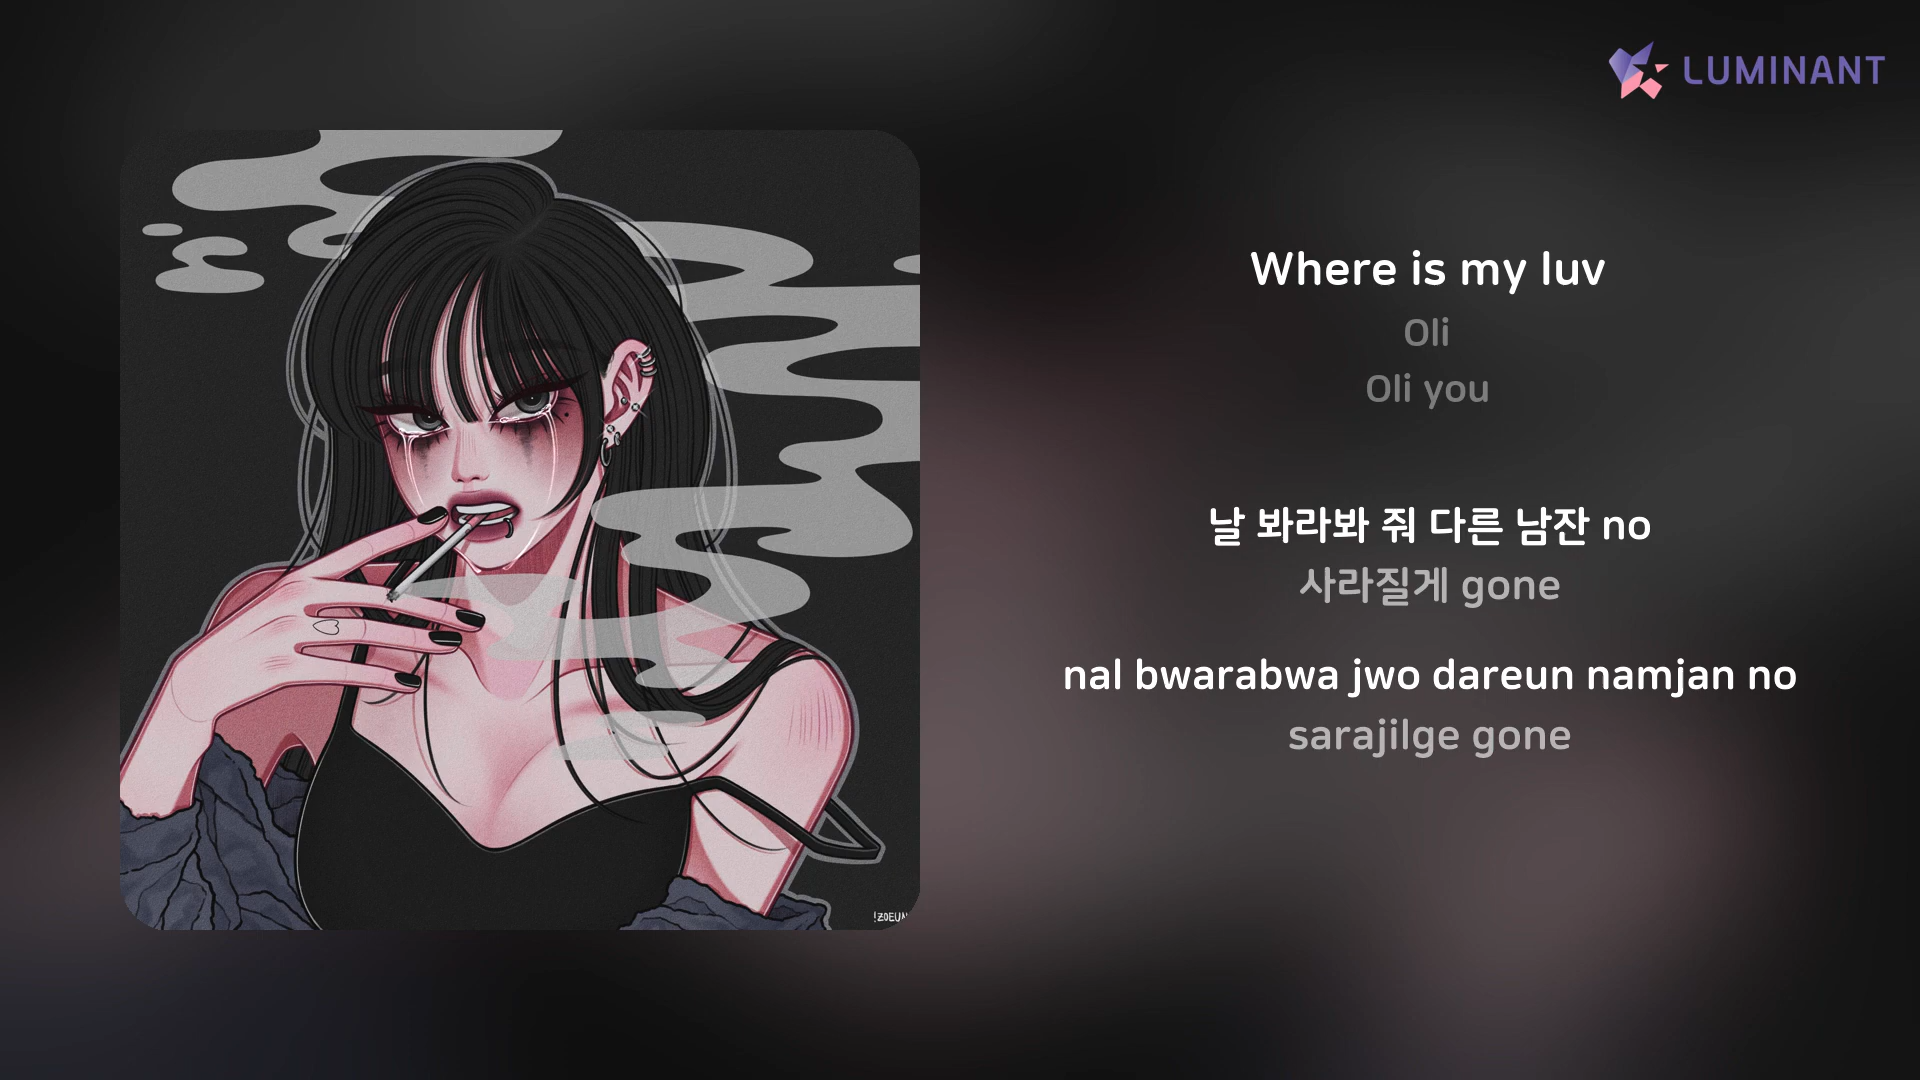 LUMINANT
Where is my luv
Oli
Oli you
날 봐라봐 줘 다른 남잔 no
사라질게 gone
nal bwarabwa jwo dareun namjan no
sarajilge gone
!ZOEUN